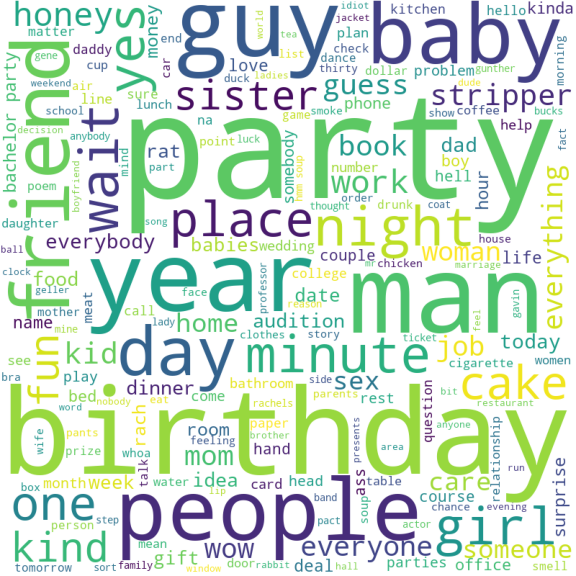 honey
matter
gene
weekend
air
line
school
decision
anybody
bachelor party
poem
friend
boyfriend
daughter
ball
clock
mother
mine
geller
name
bra
see
food
meat
kid
play
fun
yes
money
daddy
cup
sure
mind
wait
everybody
guy
end
car
love
lunch
na
rat
part
song
sister
duck
point
luck
baby
world
tea
ladies
list
dance
game
guess
thirty
smoke
hmm soup
somebody
book
number
thought
check
plan
dollar
phone
drunk
kitchen
hello
kinda
idiot
jacket
problem
gunther
dude
morning
stripper
coffee
show
bucks
help
fact
dad
boy
hell
order
coat
hour
party
work
place
night
babies
wedding
couple
mr
chicken
marriage
woman
house
life
everything
year
man
college
date
reason
story
professor
face
call
lady
clothes
home
audition
day
minute
job
ticket
feel
gavin
today
cigarette
women
dinner
bathroom
side
sex
parents
rest
question
bit
restaurant
cake
birthday
bed
come
word
nobody
eat
rach
rachels
pants
paper
brother
room
feeling
hand
wife
prize
whoa
talk
mom
area
presents
anyone
relationship
run
surprise
one
box
month
week
water
idea
card
head
ass
table
soup
care
course
chance
evening
people
lip
band
pact
actor
girl
someone
kind
person
step
mean
gift
wow
deal
everyone
parties
office
smell
tomorrow
sort
family
window
door
rabbit
hall